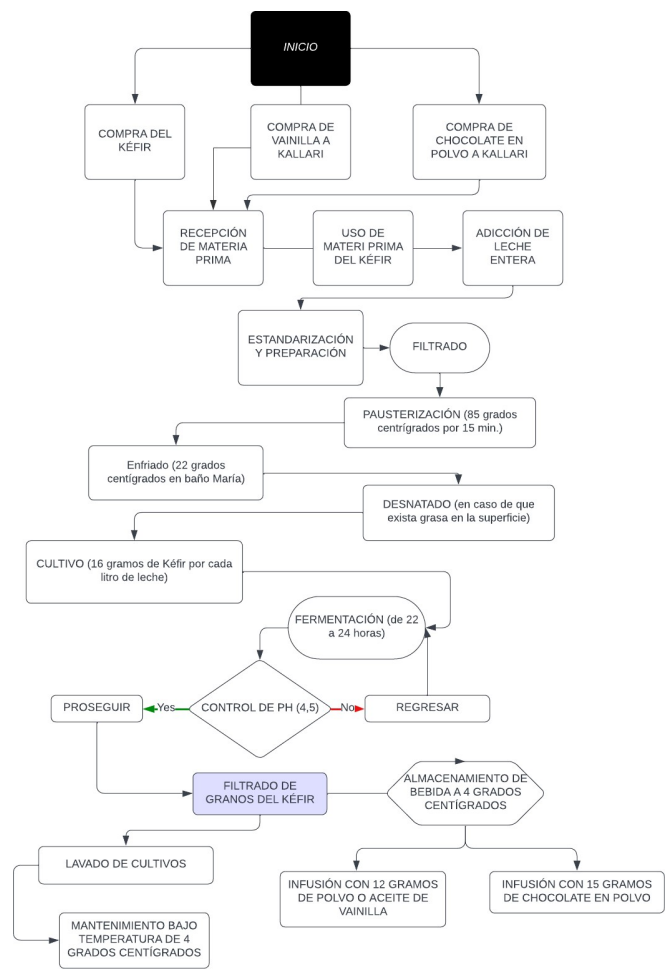 INICIO
COMPRA DEL
KÉFIR
COMPRA DE
VAINILLA A
KALLARI
COMPRA DE
CHOCOLATE EN
POLVO A KALLARI
RECEPCIÓN
DE MATERIA
PRIMA
USO DE
MATERI PRIMA
DEL KÉFIR
ADICCIÓN DE
LECHE
ENTERA
ESTANDARIZACIÓN
Y PREPARACIÓN
FILTRADO
PAUSTERIZACIÓN (85 grados
centrígrados por 15 min.)
Enfriado (22 grados
centígrados en baño María)
DESNATADO (en caso de que
exista grasa en la superficie)
CULTIVO (16 gramos de Kéfir por cada
litro de leche)
FERMENTACIÓN (de 22
a 24 horas)
PROSEGUIR
Yes
CONTROL DE PH (4,5)
No
REGRESAR
FILTRADO DE
GRANOS DEL KÉFIR
ALMACENAMIENTO DE
BEBIDA A 4 GRADOS
CENTÍGRADOS
LAVADO DE CULTIVOS
INFUSIÓN CON 12 GRAMOS
DE POLVO O ACEITE DE
VAINILLA
INFUSIÓN CON 15 GRAMOS
DE CHOCOLATE EN POLVO
MANTENIMIENTO BAJO
TEMPERATURA DE 4
GRADOS CENTÍGRADOS